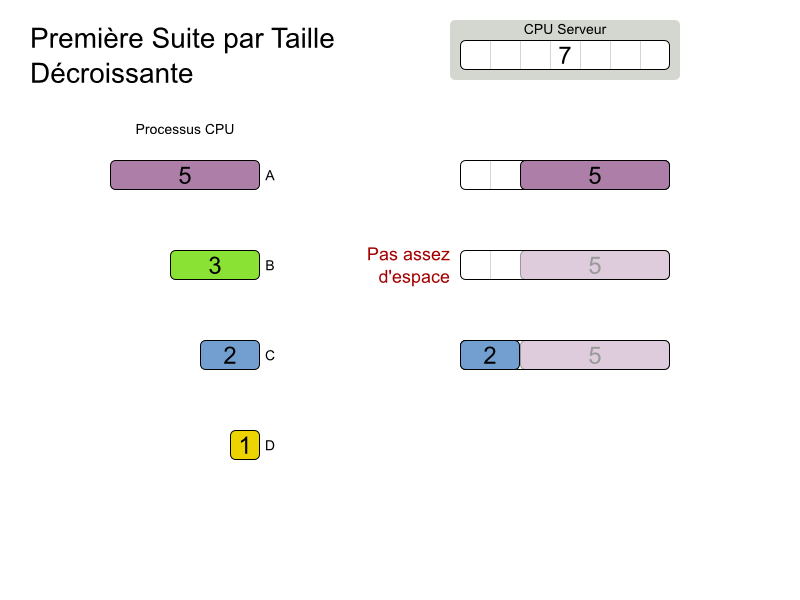 Première Suite par Taille
Décroissante
CPU Serveur
7
Processus CPU
5 A 5
3 B Pas assez
d'espace 5
2 C 2 5
1 D